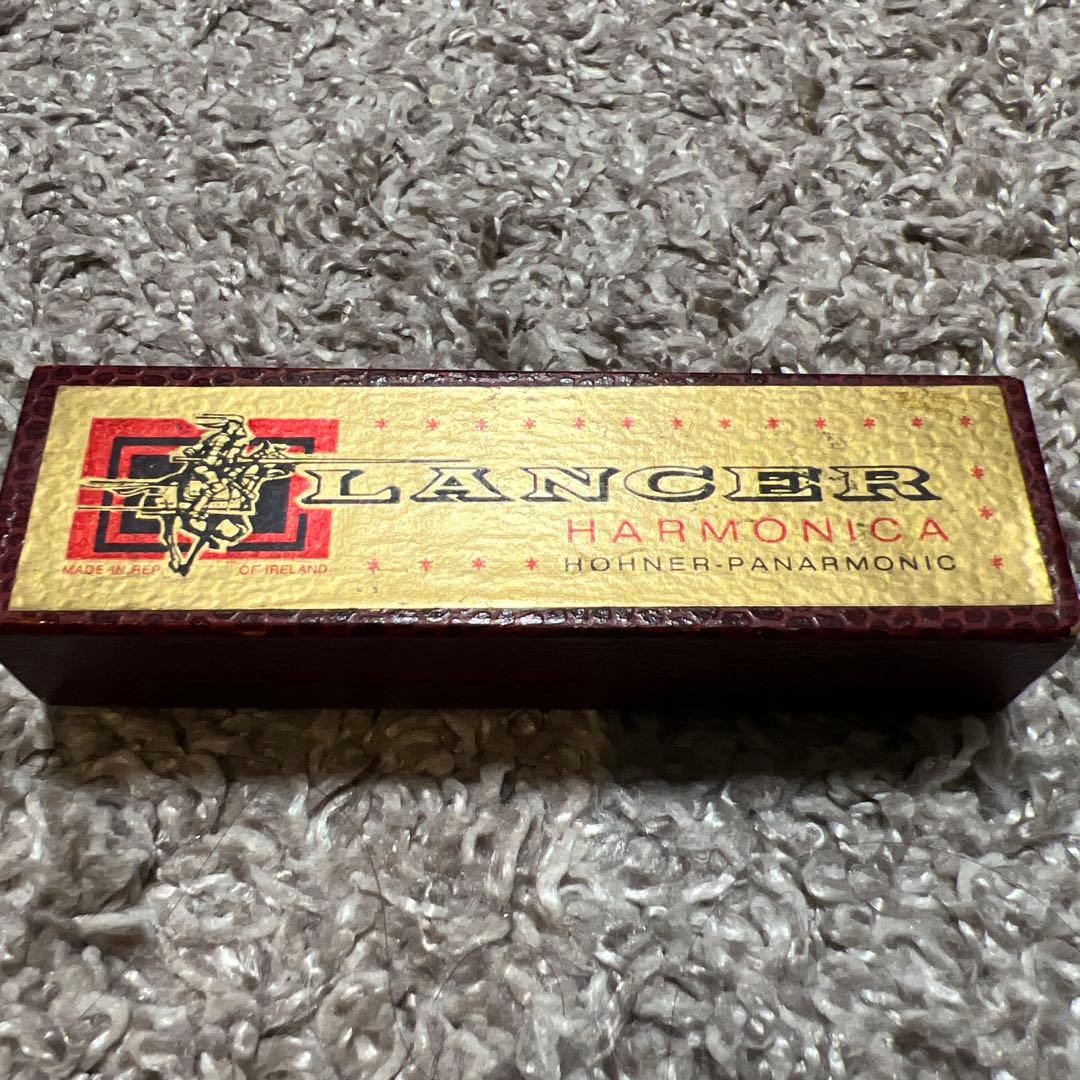 LANCER
HARMONICA
HOHNER-PANARMONIC
MADE IN REP. OF IRELAND